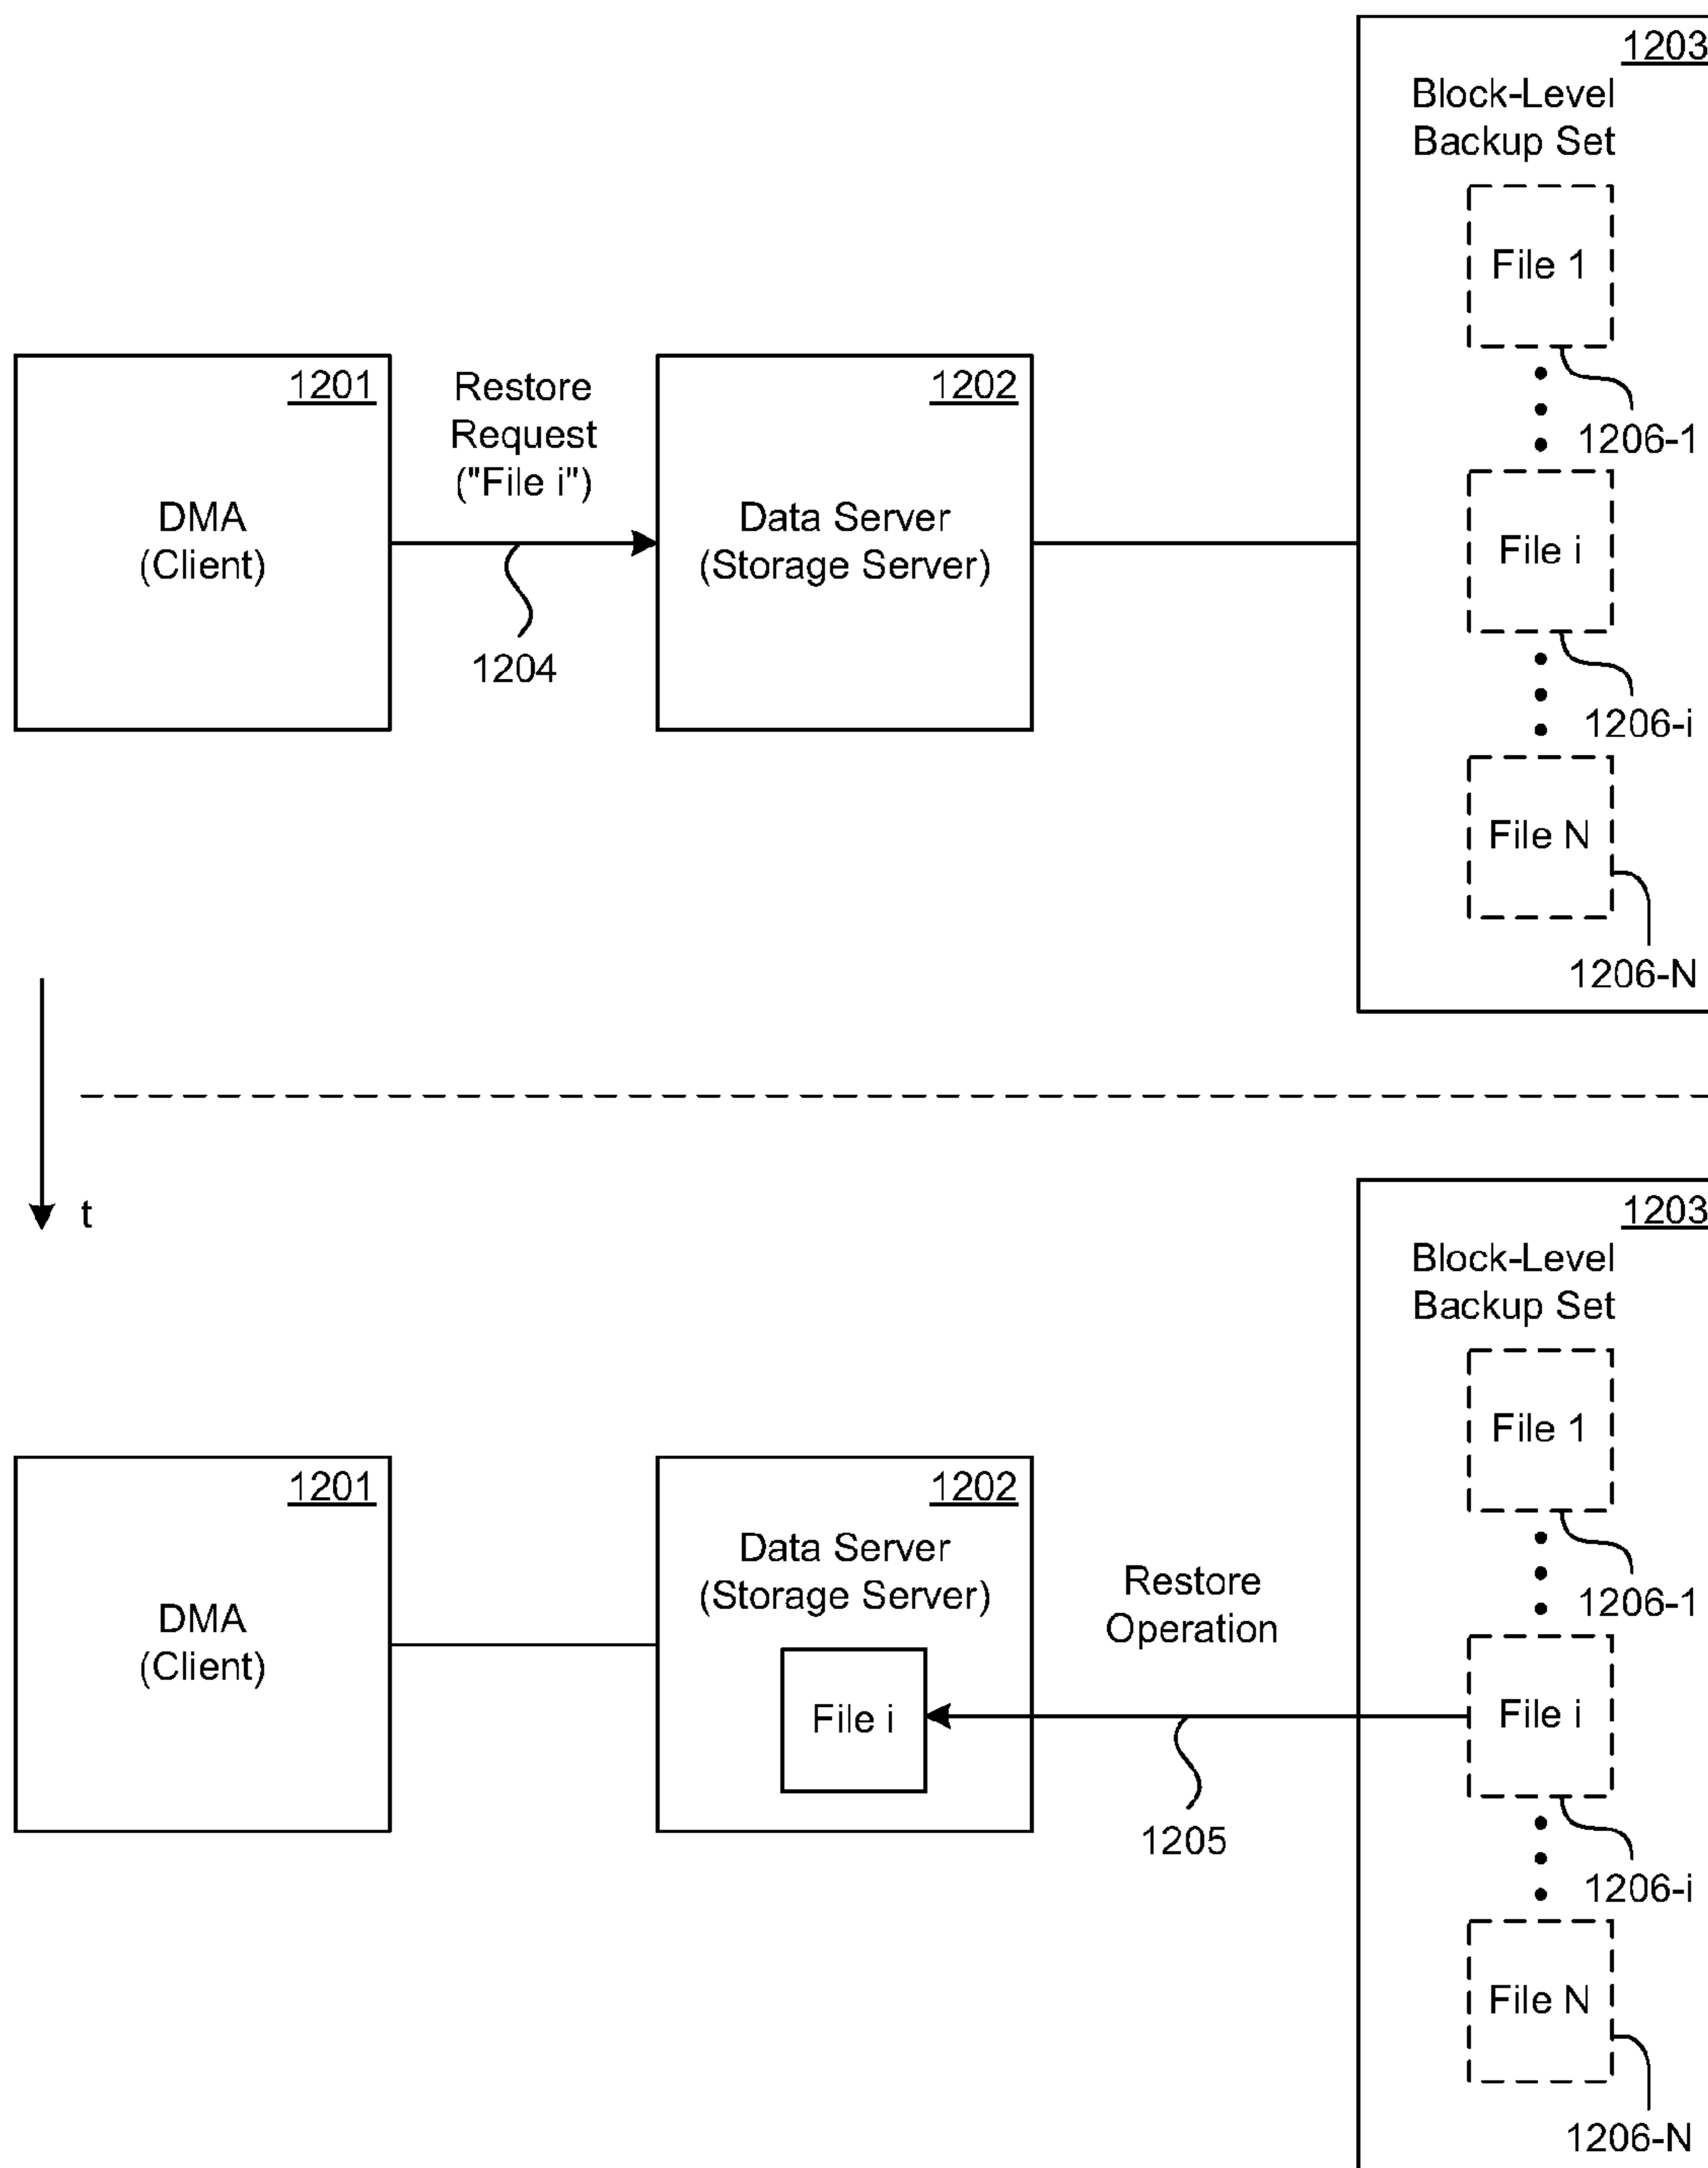 1203
Block-Level
Backup Set
File 1
1206-1
1201
DMA
(Client)
Restore
Request
("File i")
1204
1202
Data Server
(Storage Server)
File i
1206-i
File N
1206-N
t
1203
Block-Level
Backup Set
File 1
1206-1
1201
DMA
(Client)
1202
Data Server
(Storage Server)
File i
Restore
Operation
1205
File i
1206-i
File N
1206-N